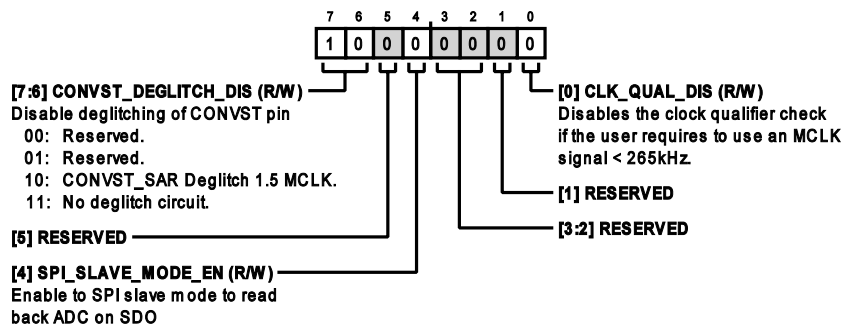 7 6 5 4 3 2 1 0
1 0 0 0 0 0 0 0
[7:6] CONVST_DEGLITCH_DIS (R/W)
Disable deglitching of CONVST pin
00: Reserved.
01: Reserved.
10: CONVST_SAR Deglitch 1.5 MCLK.
11: No deglitch circuit.
[5] RESERVED
[4] SPI_SLAVE_MODE_EN (R/W)
Enable to SPI slave mode to read
back ADC on SDO
[0] CLK_QUAL_DIS (R/W)
Disables the clock qualifier check
if the user requires to use an MCLK
signal < 265kHz.
[1] RESERVED
[3:2] RESERVED